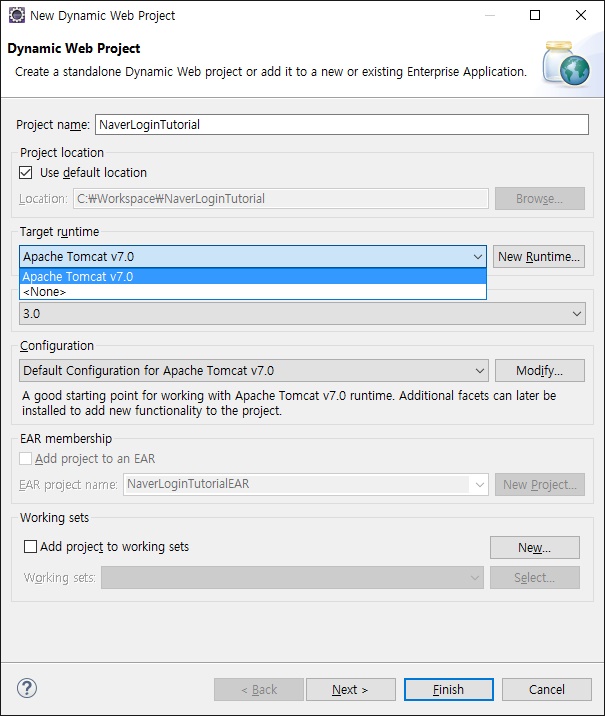 New Dynamic Web Project
Dynamic Web Project
Create a standalone Dynamic Web project or add it to a new or existing Enterprise Application.
Project name: NaverLoginTutorial
Project location
Use default location
Location: C:₩Workspace₩NaverLoginTutorial Browse...
Target runtime
Apache Tomcat v7.0 New Runtime...
Apache Tomcat v7.0
<None>
3.0
Configuration
Default Configuration for Apache Tomcat v7.0 Modify...
A good starting point for working with Apache Tomcat v7.0 runtime. Additional facets can later be
installed to add new functionality to the project.
EAR membership
Add project to an EAR
EAR project name: NaverLoginTutorialEAR New Project...
Working sets
Add project to working sets New...
Working sets: Select...
? < Back Next > Finish Cancel